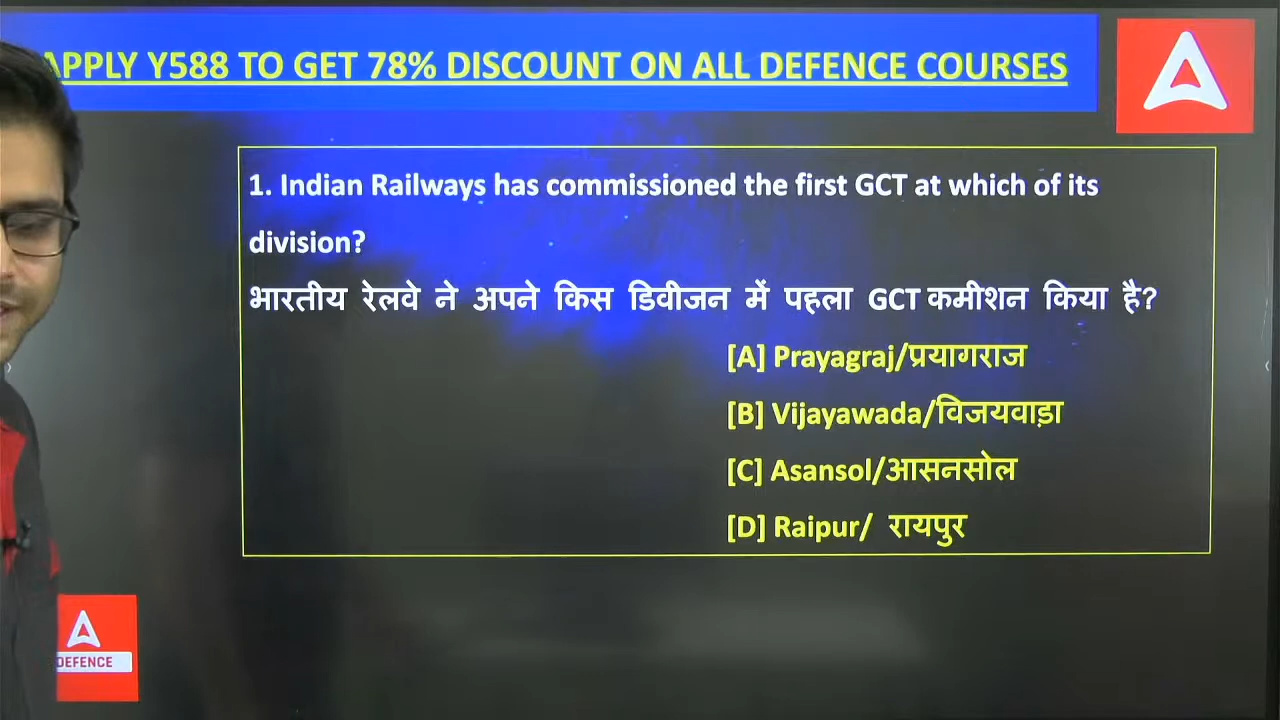 APPLY Y588 TO GET 78% DISCOUNT ON ALL DEFENCE COURSES
1. Indian Railways has commissioned the first GCT at which of its
division?
भारतीय रेलवे ने अपने किस डिवीजन में पहला GCT कमीशन किया है?
[A] Prayagraj/प्रयागराज
[B] Vijayawada/विजयवाड़ा
[C] Asansol/आसनसोल
[D] Raipur/ रायपुर
DEFENCE